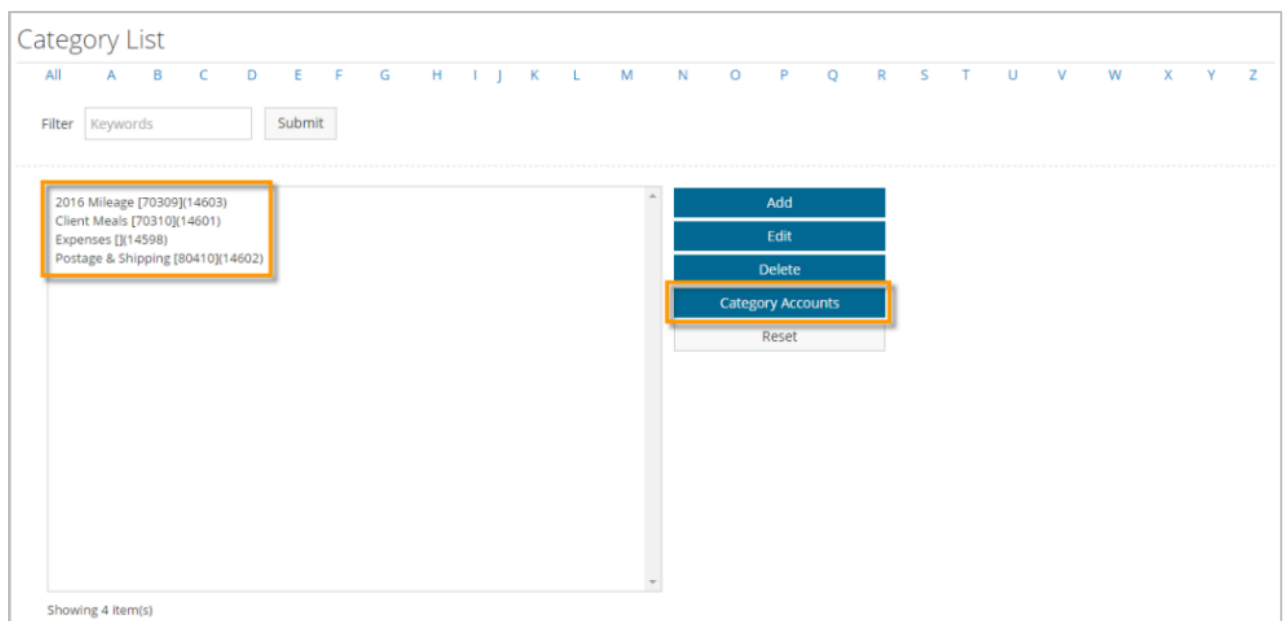 Category List
All A B C D E F G H I J K L M N O P Q R S T U V W X Y Z
Filter Keywords Submit
2016 Mileage [70309](14603)
Client Meals [70310](14601)
Expenses [](14598)
Postage & Shipping [80410](14602)
Add
Edit
Delete
Category Accounts
Reset
Showing 4 item(s)